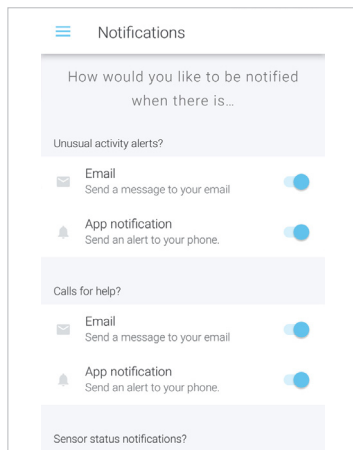 Notifications
How would you like to be notified
when there is...
Unusual activity alerts?
Email
Send a message to your email
App notification
Send an alert to your phone.
Calls for help?
Email
Send a message to your email
App notification
Send an alert to your phone.
Sensor status notifications?